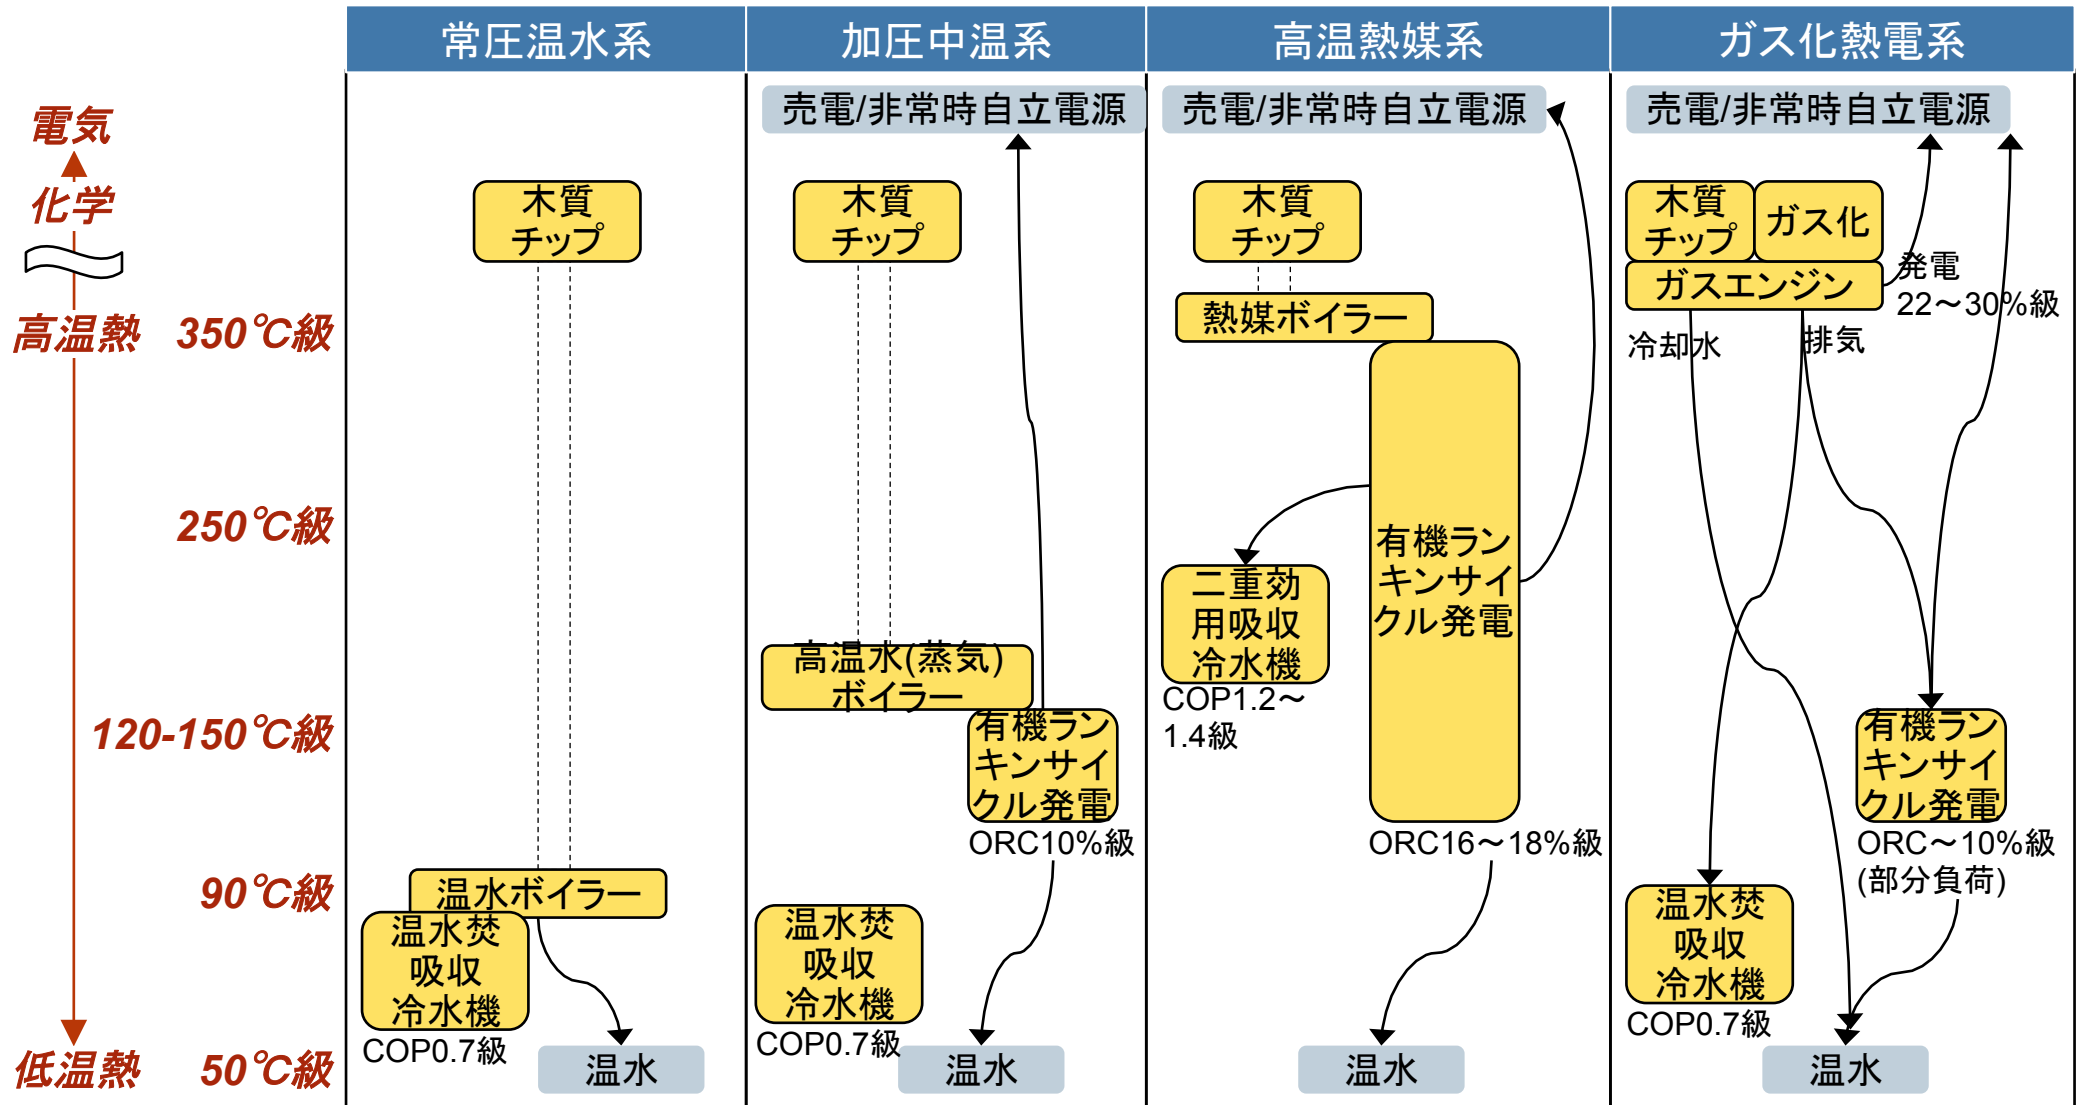 常圧温水系
加圧中温系
高温熱媒系
ガス化熱電系
電気
化学
高温熱
低温熱
350℃級
250℃級
120-150℃級
90℃級
50℃級
木質
チップ
温水ボイラー
温水焚
吸収
冷水機
COP0.7級
温水
売電/非常時自立電源
木質
チップ
高温水(蒸気)
ボイラー
有機ラン
キンサイ
クル発電
ORC10%級
温水焚
吸収
冷水機
COP0.7級
温水
売電/非常時自立電源
木質
チップ
熱媒ボイラー
有機ラン
キンサイ
クル発電
二重効
用吸収
冷水機
COP1.2～
1.4級
ORC16～18%級
温水
売電/非常時自立電源
木質
チップ
ガス化
ガスエンジン
発電
22～30%級
冷却水
排気
有機ラン
キンサイ
クル発電
ORC～10%級
(部分負荷)
温水焚
吸収
冷水機
COP0.7級
温水